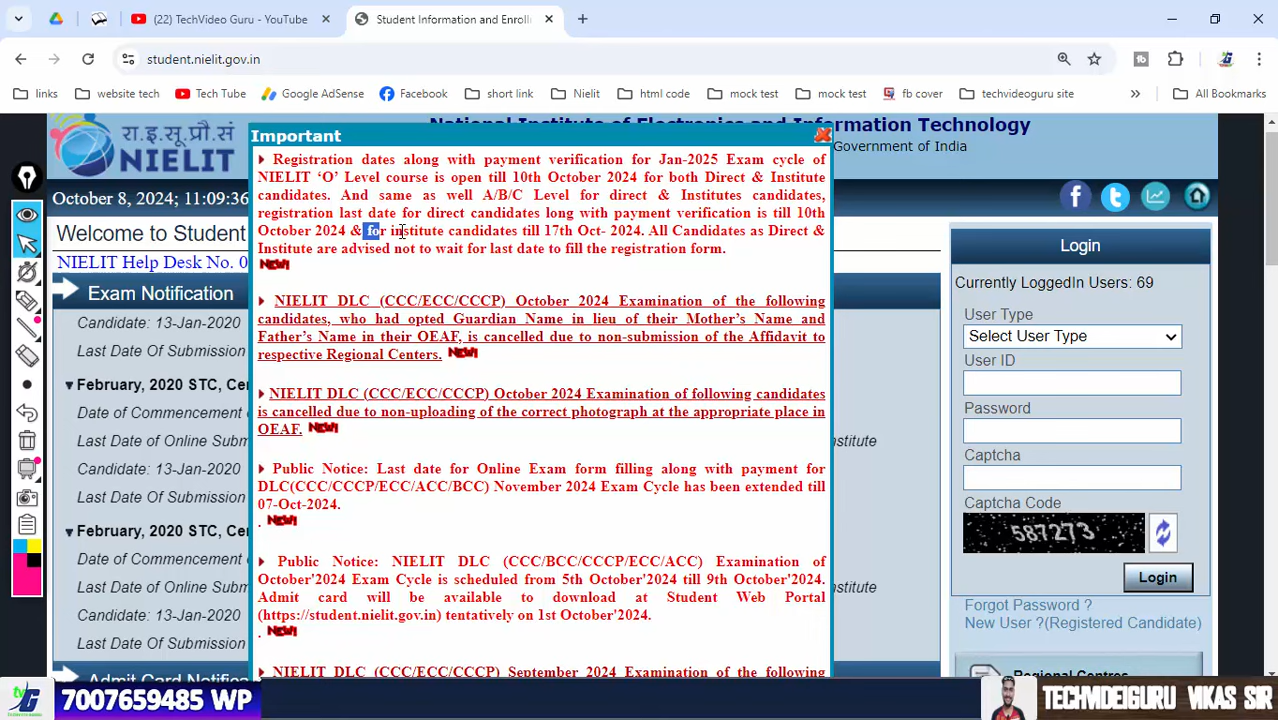 (22) TechVideo Guru - YouTube
Student Information and Enroll
student.nielit.gov.in
links
website tech
Tech Tube
Google AdSense
Facebook
short link
Nielit
html code
mock test
mock test
fb cover
techvideoguru site
»
All Bookmarks
रा.इ.सू.प्रौ.सं
NIELIT
National Institute of Electronics and Information Technology
Government of India
October 8, 2024, 11:09:36
Welcome to Student
NIELIT Help Desk No. 0
Exam Notification
Candidate: 13-Jan-2020
Last Date Of Submission
February, 2020 STC, Cer
Date of Commencement
Last Date of Online Subm
Candidate: 13-Jan-2020
Last Date Of Submission
February, 2020 STC, Cer
Date of Commencement
Last Date of Online Subm
Candidate: 13-Jan-2020
Last Date Of Submission
Admit Card Notifica
stitute
stitute
Important
Registration dates along with payment verification for Jan-2025 Exam cycle of
NIELIT ‘O’ Level course is open till 10th October 2024 for both Direct & Institute
candidates. And same as well A/B/C Level for direct & Institutes candidates,
registration last date for direct candidates long with payment verification is till 10th
October 2024 & for institute candidates till 17th Oct- 2024. All Candidates as Direct &
Institute are advised not to wait for last date to fill the registration form.
NEW!
NIELIT DLC (CCC/ECC/CCCP) October 2024 Examination of the following
candidates, who had opted Guardian Name in lieu of their Mother’s Name and
Father’s Name in their OEAF, is cancelled due to non-submission of the Affidavit to
respective Regional Centers. NEW!
NIELIT DLC (CCC/ECC/CCCP) October 2024 Examination of following candidates
is cancelled due to non-uploading of the correct photograph at the appropriate place in
OEAF. NEW!
Public Notice: Last date for Online Exam form filling along with payment for
DLC(CCC/CCCP/ECC/ACC/BCC) November 2024 Exam Cycle has been extended till
07-Oct-2024.
. NEW!
Public Notice: NIELIT DLC (CCC/BCC/CCCP/ECC/ACC) Examination of
October'2024 Exam Cycle is scheduled from 5th October'2024 till 9th October'2024.
Admit card will be available to download at Student Web Portal
(https://student.nielit.gov.in) tentatively on 1st October'2024.
. NEW!
NIELIT DLC (CCC/ECC/CCCP) September 2024 Examination of the following
Login
Currently LoggedIn Users: 69
User Type
Select User Type
User ID
Password
Captcha
Captcha Code
587273
Login
Forgot Password ?
New User ?(Registered Candidate)
Regional Centres
7007659485 WP
TECHVDEIGURU VIKAS SIR